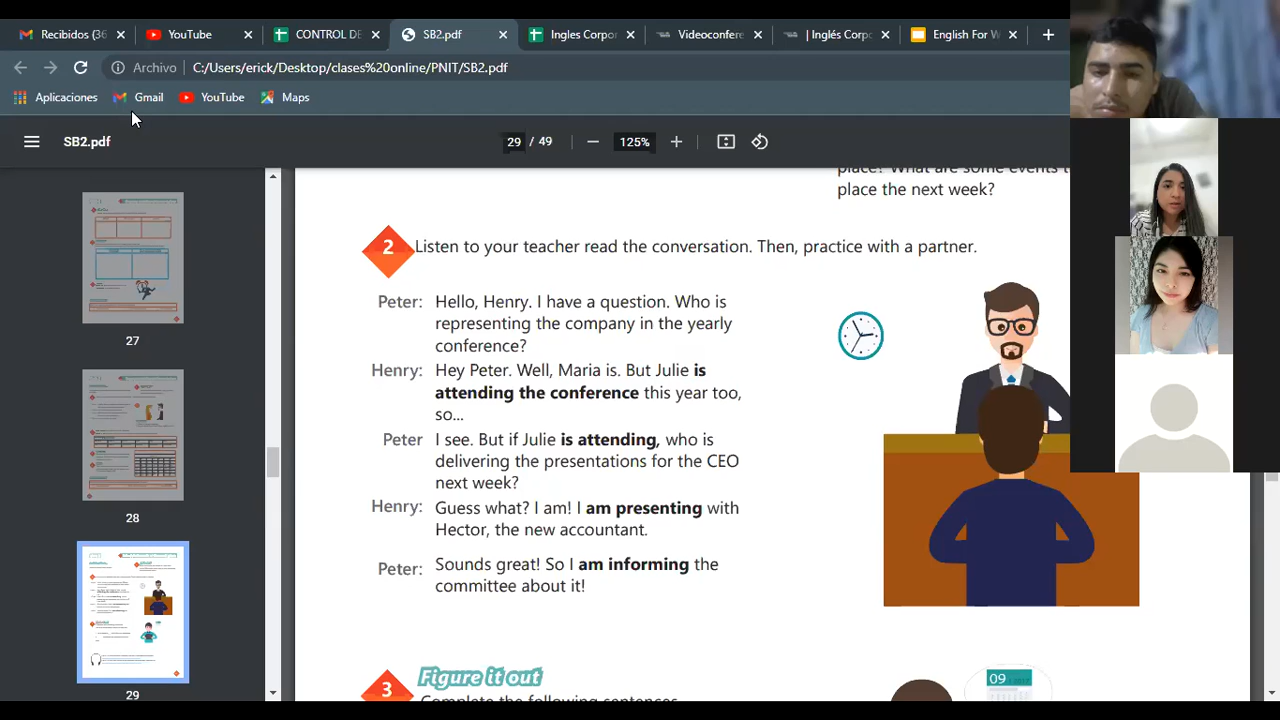 Recibidos (36
YouTube
CONTROL DE
SB2.pdf
Ingles Corpor
Videoconfere
| Inglés Corpo
English For W
Archivo
C:/Users/erick/Desktop/clases%20online/PNIT/SB2.pdf
Aplicaciones
Gmail
YouTube
Maps
SB2.pdf
29 / 49
125%
27
28
29
place the next week?
2
Listen to your teacher read the conversation. Then, practice with a partner.
Peter: Hello, Henry. I have a question. Who is
representing the company in the yearly
conference?
Henry: Hey Peter. Well, Maria is. But Julie is
attending the conference this year too,
so...
Peter I see. But if Julie is attending, who is
delivering the presentations for the CEO
next week?
Henry: Guess what? I am! I am presenting with
Hector, the new accountant.
Peter: Sounds great! So I am informing the
committee about it!
3
Figure it out
Complete the following sentences
09